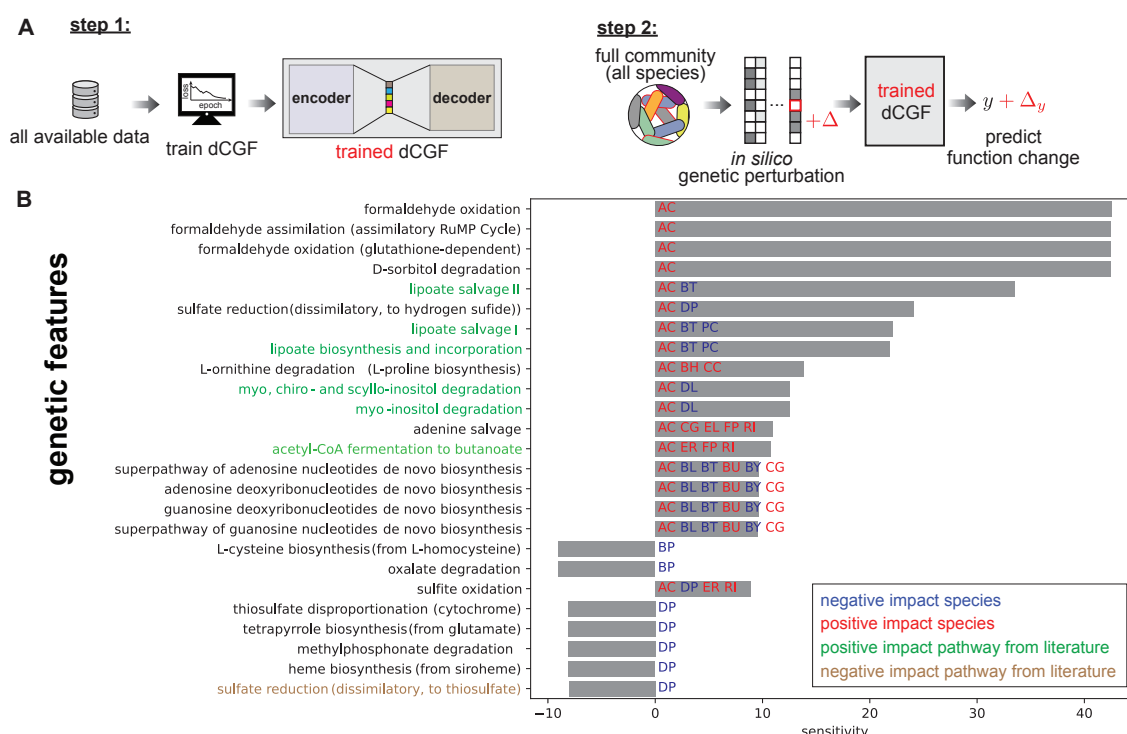 A
step 1:
all available data
loss
epoch
train dCGF
encoder
decoder
trained dCGF
step 2:
full community
(all species)
...
+Δ
in silico
genetic perturbation
trained
dCGF
y + Δy
predict
function change
B
genetic features
formaldehyde oxidation AC
formaldehyde assimilation (assimilatory RuMP Cycle) AC
formaldehyde oxidation (glutathione-dependent) AC
D-sorbitol degradation AC
lipoate salvage II AC BT
sulfate reduction(dissimilatory, to hydrogen sufide)) AC DP
lipoate salvage I AC BT PC
lipoate biosynthesis and incorporation AC BT PC
L-ornithine degradation (L-proline biosynthesis) AC BH CC
myo, chiro- and scyllo-inositol degradation AC DL
myo-inositol degradation AC DL
adenine salvage AC CG EL FP RI
acetyl-CoA fermentation to butanoate AC ER FP RI
superpathway of adenosine nucleotides de novo biosynthesis AC BL BT BU BY CG
adenosine deoxyribonucleotides de novo biosynthesis AC BL BT BU BY CG
guanosine deoxyribonucleotides de novo biosynthesis AC BL BT BU BY CG
superpathway of guanosine nucleotides de novo biosynthesis AC BL BT BU BY CG
L-cysteine biosynthesis(from L-homocysteine) BP
oxalate degradation BP
sulfite oxidation AC DP ER RI
thiosulfate disproportionation (cytochrome) DP
tetrapyrrole biosynthesis(from glutamate) DP
methylphosphonate degradation DP
heme biosynthesis (from siroheme) DP
sulfate reduction(dissimilatory, to thiosulfate) DP
negative impact species
positive impact species
positive impact pathway from literature
negative impact pathway from literature
−10 0 10 20 30 40
sensitivity